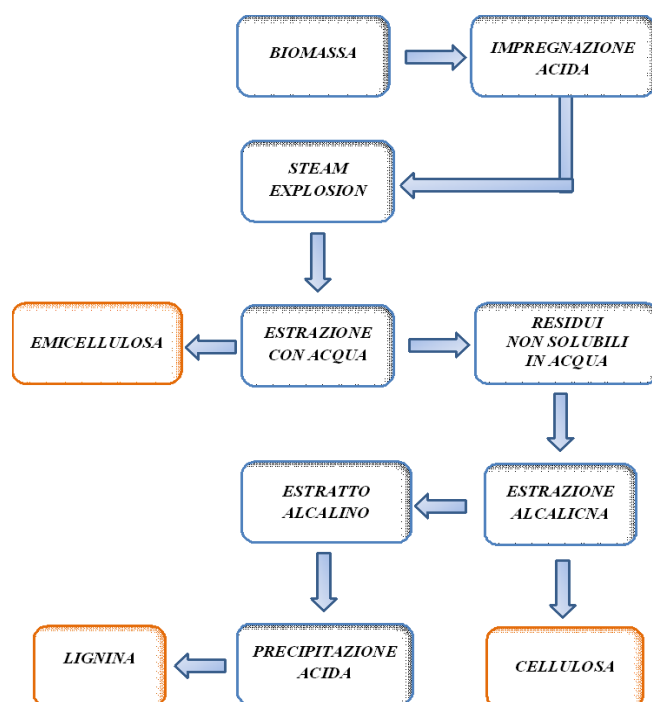 BIOMASSA
IMPREGNAZIONE
ACIDA
STEAM
EXPLOSION
EMICELLULOSA
ESTRAZIONE
CON ACQUA
RESIDUI
NON SOLUBILI
IN ACQUA
ESTRATTO
ALCALINO
ESTRAZIONE
ALCALICNA
LIGNINA
PRECIPITAZIONE
ACIDA
CELLULOSA